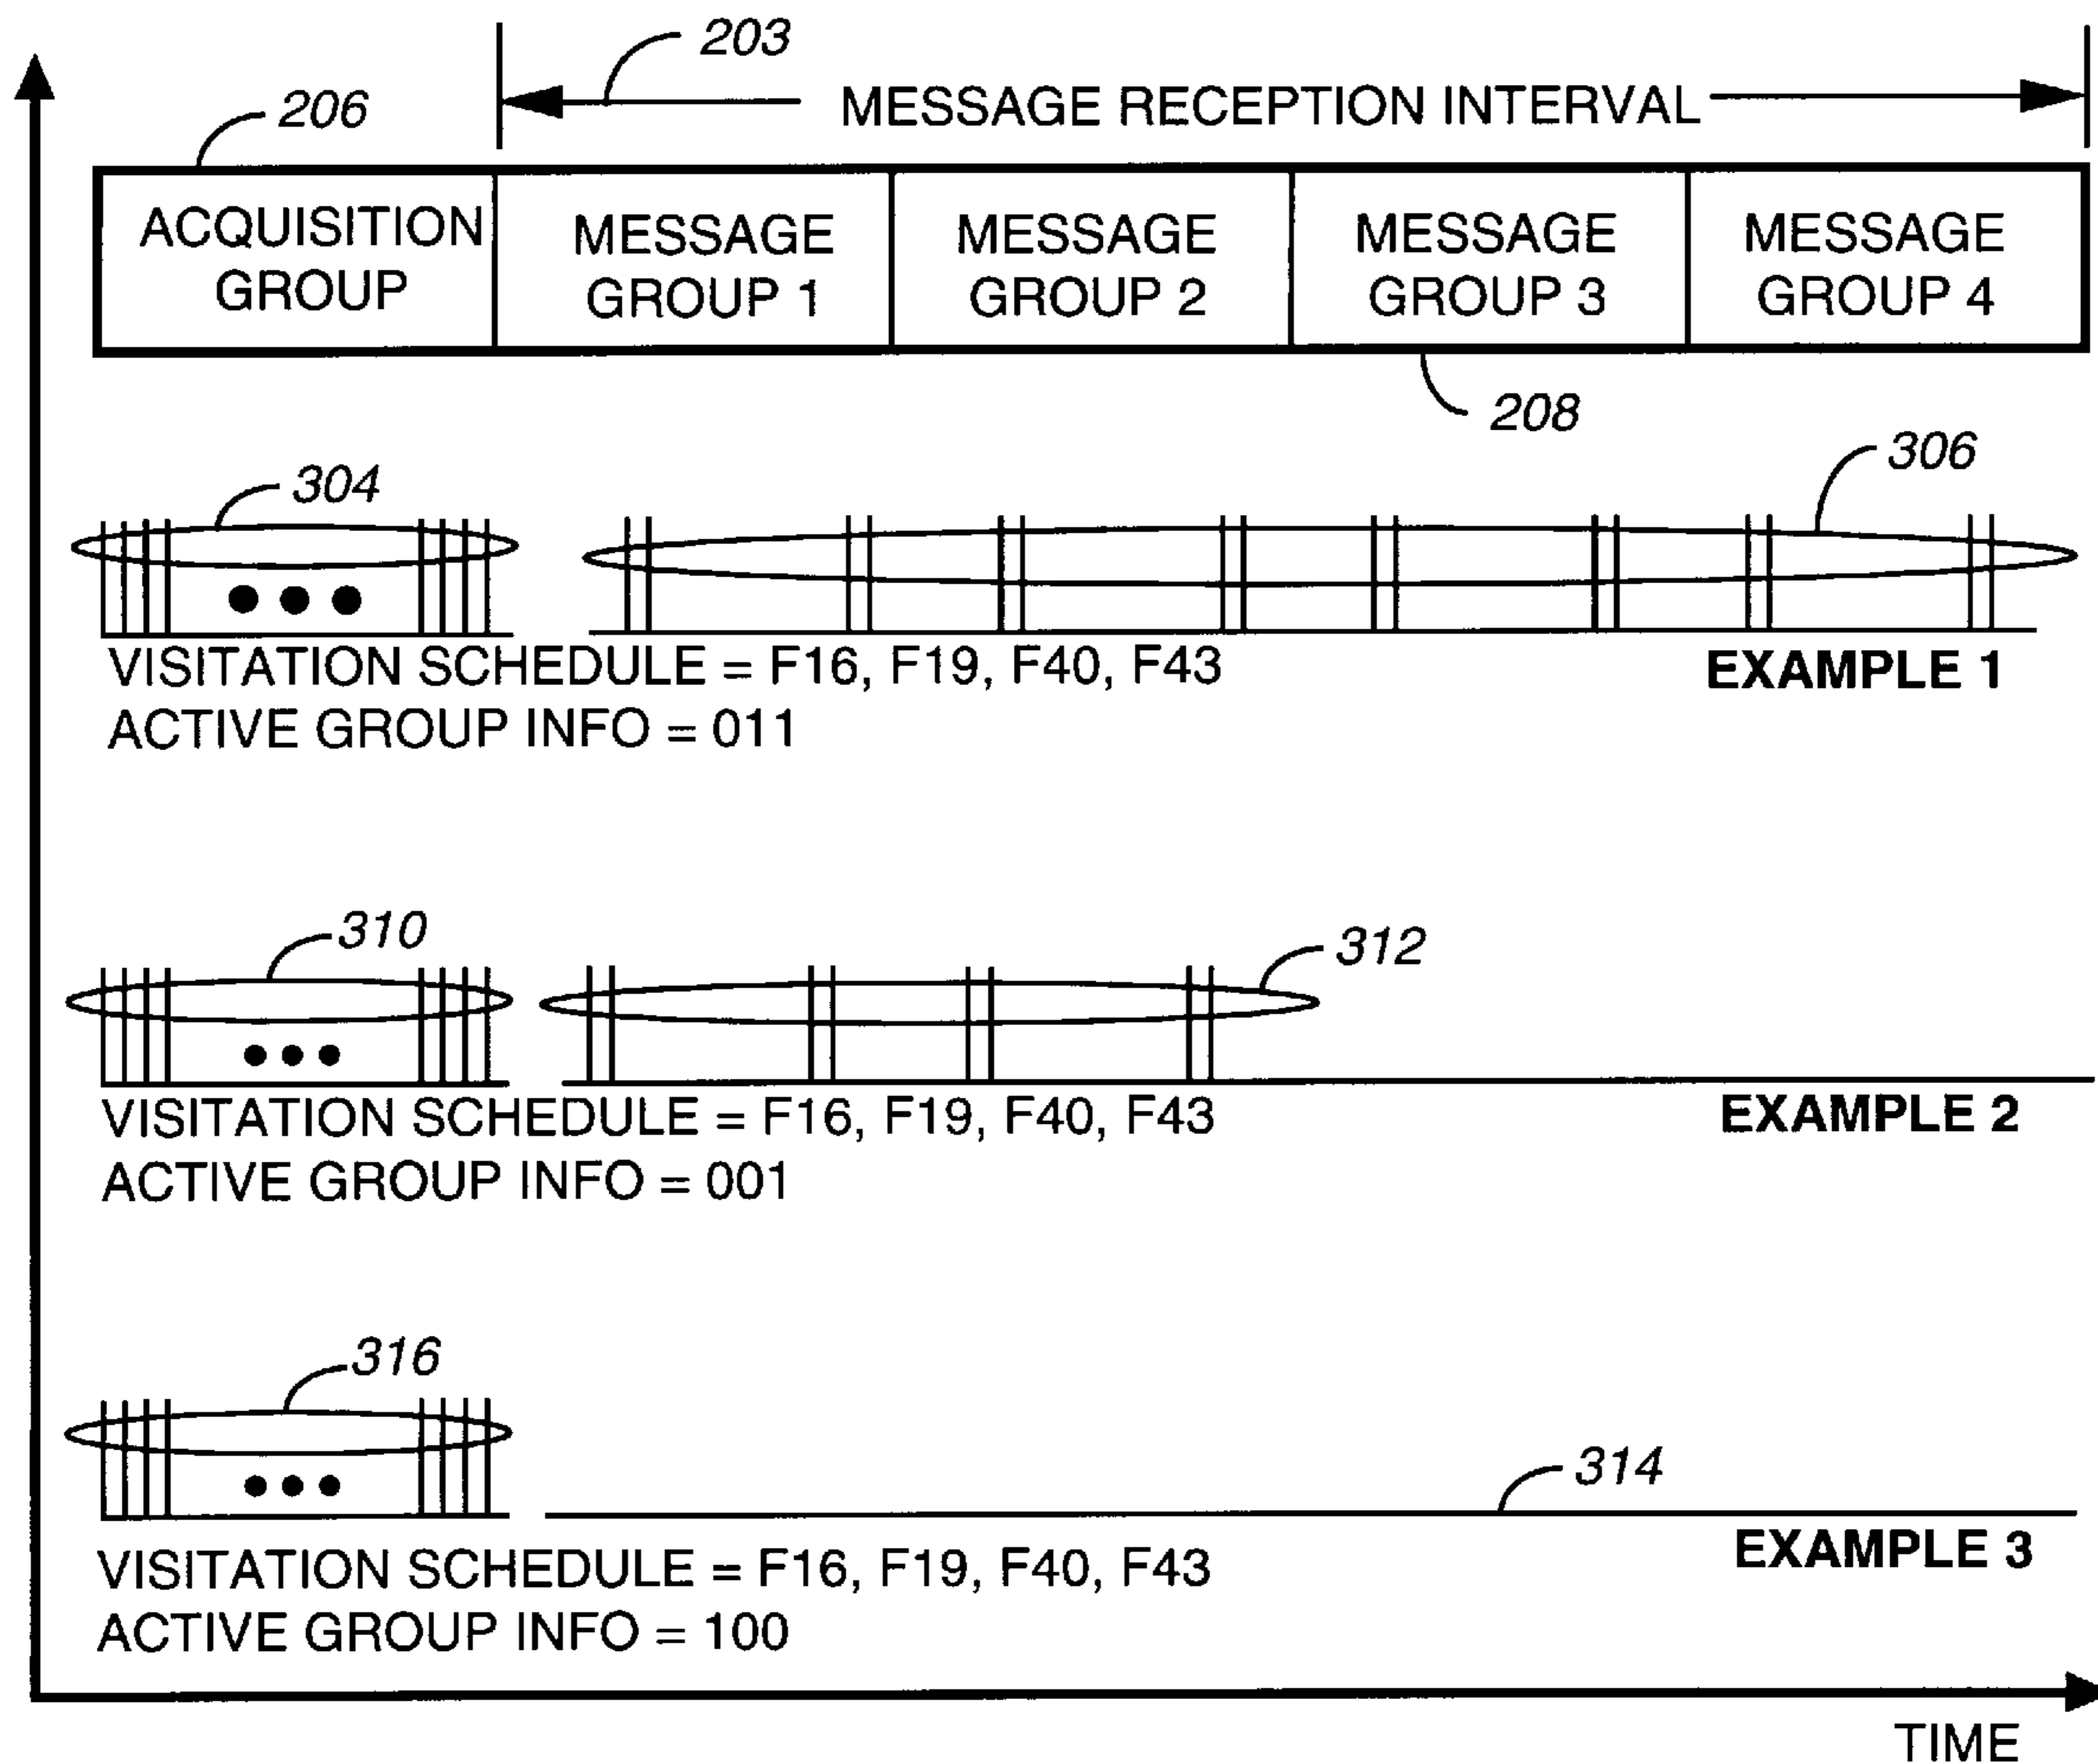 203
MESSAGE RECEPTION INTERVAL
206
ACQUISITION GROUP
MESSAGE GROUP 1
MESSAGE GROUP 2
MESSAGE GROUP 3
MESSAGE GROUP 4
208
304
306
VISITATION SCHEDULE = F16, F19, F40, F43
EXAMPLE 1
ACTIVE GROUP INFO = 011
310
312
VISITATION SCHEDULE = F16, F19, F40, F43
EXAMPLE 2
ACTIVE GROUP INFO = 001
316
314
EXAMPLE 3
VISITATION SCHEDULE = F16, F19, F40, F43
ACTIVE GROUP INFO = 100
TIME